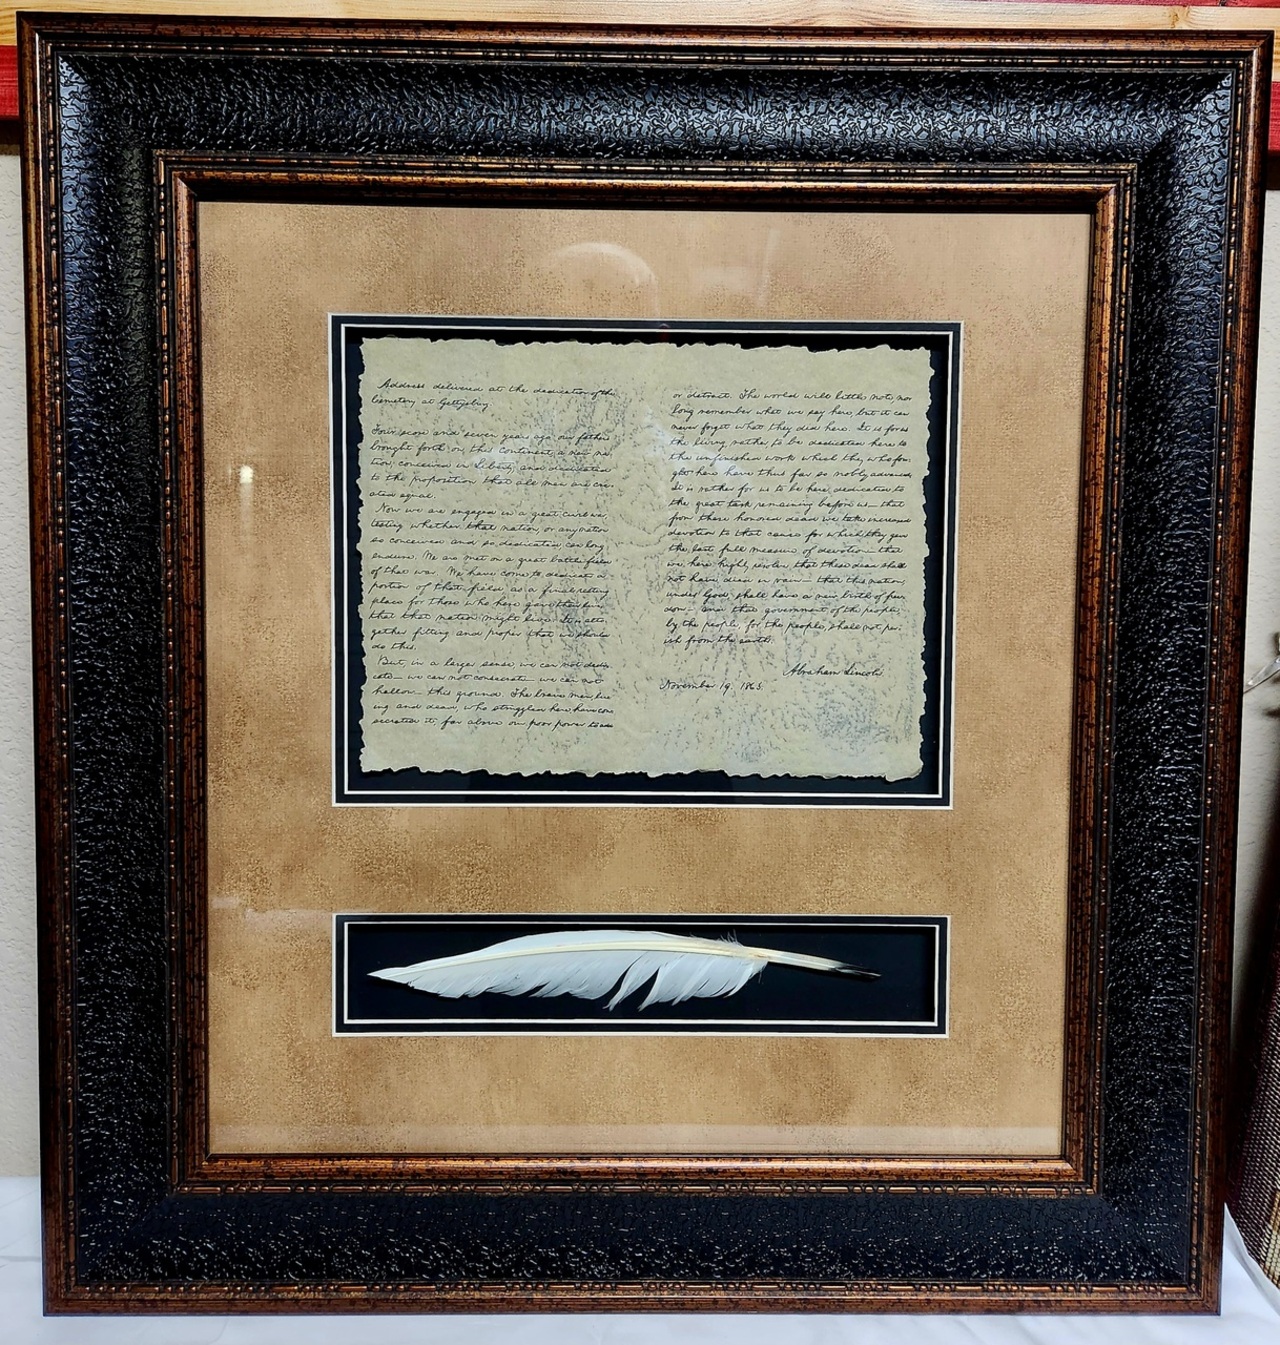 Address delivered at the dedication of the
Cemetery at Gettysburg.
Four score and seven years ago our fathers
brought forth on this continent, a new na-
tion, conceived in Liberty, and dedicated
to the proposition that all men are cre-
ated equal.
Now we are engaged in a great civil war,
testing whether that nation, or any nation
so conceived and so dedicated, can long
endure. We are met on a great battle-field
of that war. We have come to dedicate a
portion of that field, as a final resting
place for those who here gave their lives
that that nation might live. It is alto-
gether fitting and proper that we should
do this.
But, in a larger sense, we can not dedi-
cate— we can not consecrate— we can not
hallow— this ground. The brave men, liv-
ing and dead, who struggled here have con-
secrated it, far above our poor power to add
or detract. The world will little note, nor
long remember what we say here, but it can
never forget what they did here. It is for us
the living, rather, to be dedicated here to
the unfinished work which they who fou-
ght here have thus far so nobly advanced.
It is rather for us to be here dedicated to
the great task remaining before us— that
from these honored dead we take increased
devotion to that cause for which they gave
the last full measure of devotion— that
we here highly resolve that these dead shall
not have died in vain— that this nation,
under God, shall have a new birth of free-
dom— and that government of the people,
by the people, for the people, shall not per-
ish from the earth.
Abraham Lincoln.
November 19, 1863.